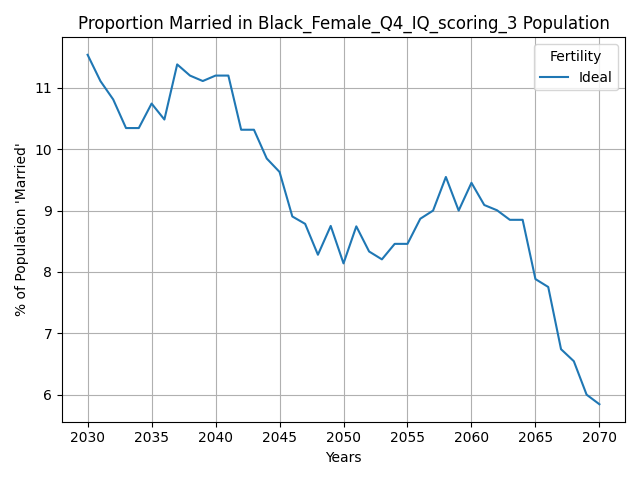 Proportion Married in Black_Female_Q4_IQ_scoring_3 Population
Fertility
Ideal
% of Population 'Married'
11
10
9
8
7
6
2030 2035 2040 2045 2050 2055 2060 2065 2070
Years